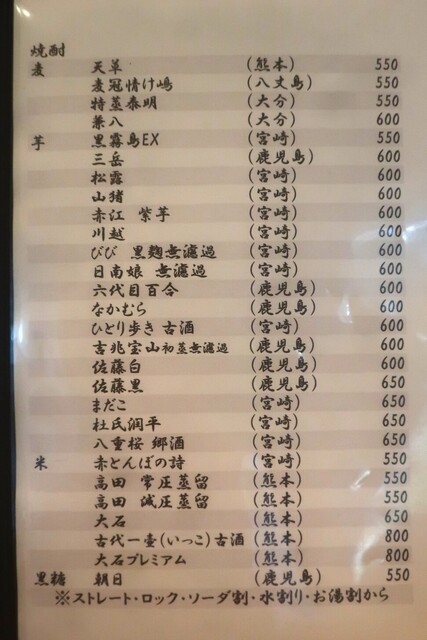 焼酎
麦 天草 (熊本) 550
麦冠情け嶋 (八丈島) 550
特蒸泰明 (大分) 550
兼八 (大分) 600
芋 黒霧島EX (宮崎) 550
三岳 (鹿児島) 600
松露 (宮崎) 600
山猪 (宮崎) 600
赤江 紫芋 (宮崎) 600
川越 (宮崎) 600
びび 黒麹無濾過 (宮崎) 600
日南娘 無濾過 (宮崎) 600
六代目百合 (鹿児島) 600
なかむら (鹿児島) 600
ひとり歩き 古酒 (宮崎) 600
吉兆宝山初蒸無濾過 (鹿児島) 600
佐藤白 (鹿児島) 600
佐藤黒 (鹿児島) 650
まだこ (宮崎) 650
杜氏潤平 (宮崎) 650
八重桜 郷酒 (宮崎) 650
米 赤とんぼの詩 (宮崎) 550
高田 常圧蒸留 (熊本) 550
高田 減圧蒸留 (熊本) 550
大石 (熊本) 650
古代一壺(いっこ)古酒 (熊本) 800
大石プレミアム (熊本) 800
黒糖 朝日 (鹿児島) 550
※ストレート・ロック・ソーダ割・水割り・お湯割から